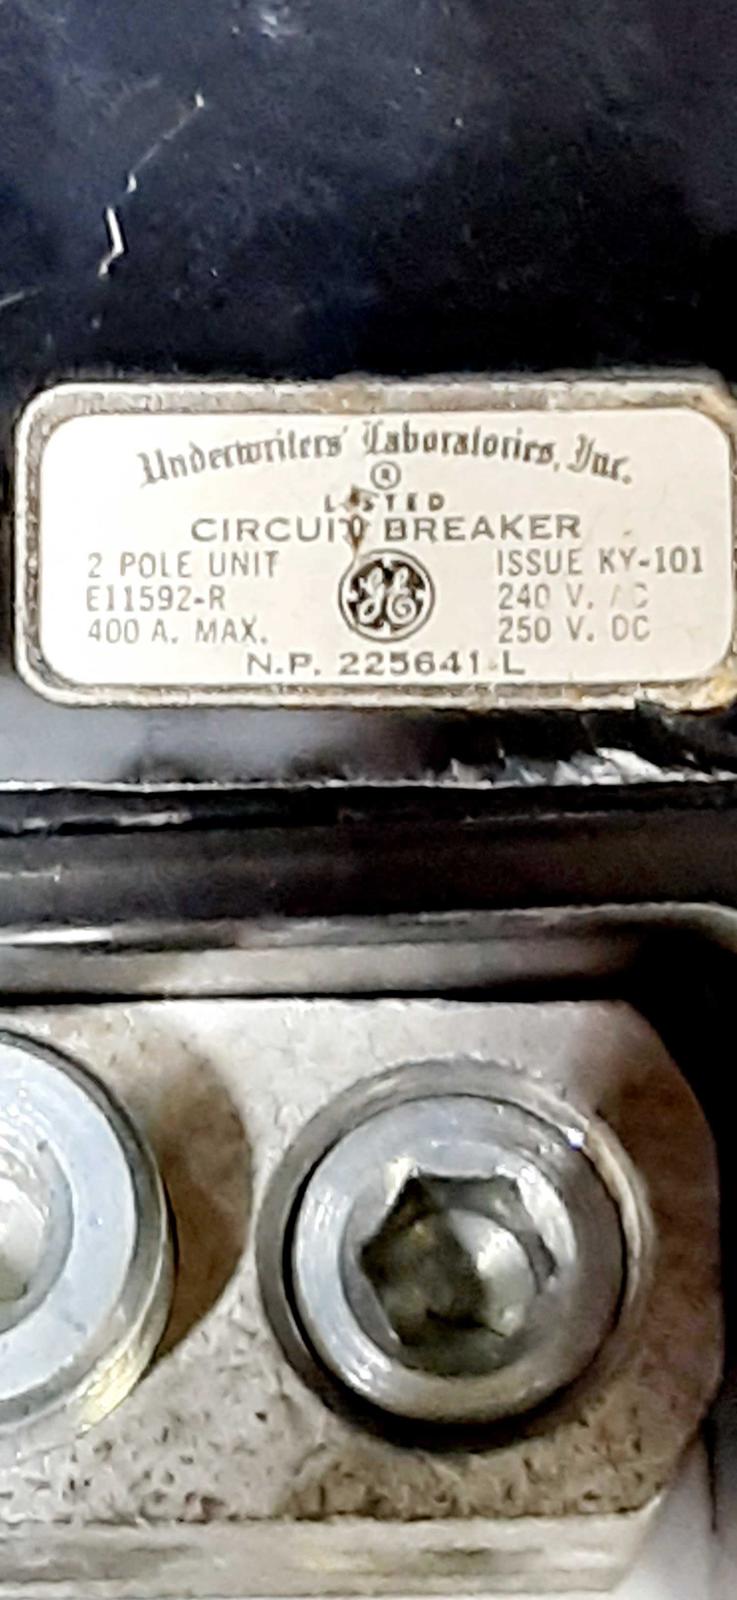 Underwriters' Laboratories, Inc.
®
LISTED
CIRCUIT BREAKER
2 POLE UNIT
E11592-R
400 A. MAX.
GE
ISSUE KY-101
240 V. AC
250 V. DC
N.P. 225641-L